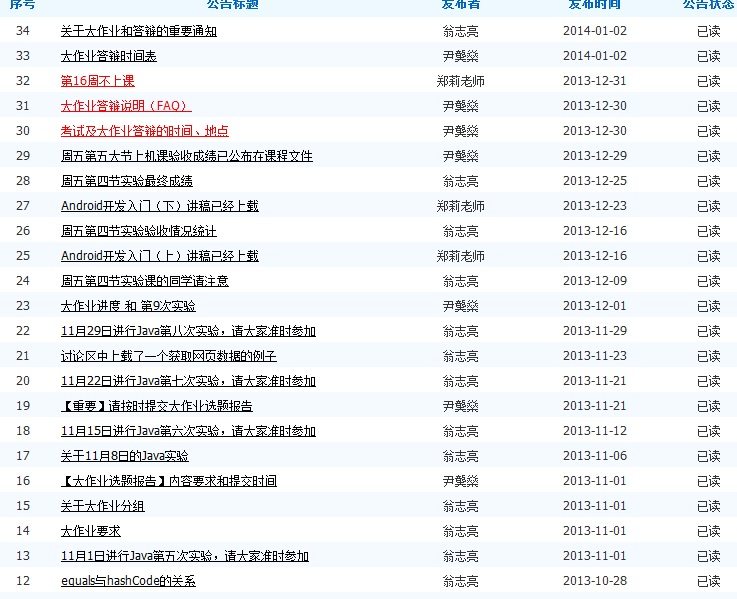 序号 公告标题 发布者 发布时间 公告状态
34 关于大作业和答辩的重要通知 翁志亮 2014-01-02 已读
33 大作业答辩时间表 尹龑燊 2014-01-02 已读
32 第16周不上课 郑莉老师 2013-12-31 已读
31 大作业答辩说明（FAQ） 尹龑燊 2013-12-30 已读
30 考试及大作业答辩的时间、地点 尹龑燊 2013-12-30 已读
29 周五第五大节上机课验收成绩已公布在课程文件 尹龑燊 2013-12-29 已读
28 周五第四节实验最终成绩 翁志亮 2013-12-25 已读
27 Android开发入门（下）讲稿已经上载 郑莉老师 2013-12-23 已读
26 周五第四节实验验收情况统计 翁志亮 2013-12-16 已读
25 Android开发入门（上）讲稿已经上载 郑莉老师 2013-12-16 已读
24 周五第四节实验课的同学请注意 翁志亮 2013-12-09 已读
23 大作业进度 和 第9次实验 尹龑燊 2013-12-01 已读
22 11月29日进行Java第八次实验，请大家准时参加 翁志亮 2013-11-29 已读
21 讨论区中上载了一个获取网页数据的例子 翁志亮 2013-11-23 已读
20 11月22日进行Java第七次实验，请大家准时参加 翁志亮 2013-11-21 已读
19 【重要】请按时提交大作业选题报告 尹龑燊 2013-11-21 已读
18 11月15日进行Java第六次实验，请大家准时参加 翁志亮 2013-11-12 已读
17 关于11月8日的Java实验 翁志亮 2013-11-06 已读
16 【大作业选题报告】内容要求和提交时间 尹龑燊 2013-11-01 已读
15 关于大作业分组 翁志亮 2013-11-01 已读
14 大作业要求 翁志亮 2013-11-01 已读
13 11月1日进行Java第五次实验，请大家准时参加 翁志亮 2013-11-01 已读
12 equals与hashCode的关系 翁志亮 2013-10-28 已读